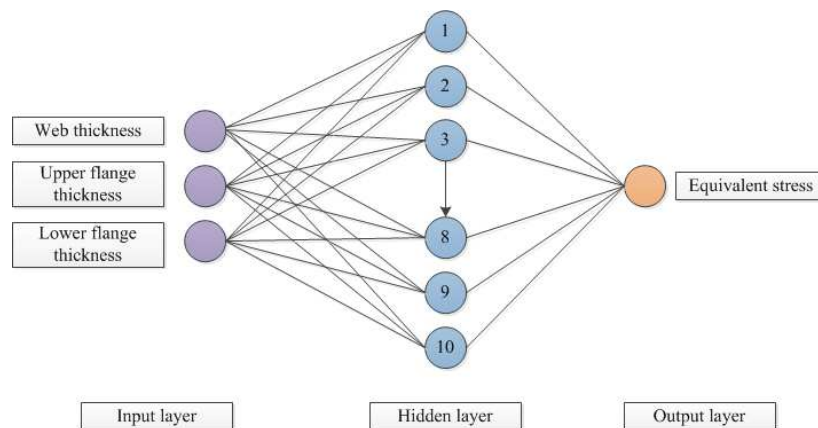 1
2
3
8
9
10
Web thickness
Upper flange
thickness
Lower flange
thickness
Equivalent stress
Input layer
Hidden layer
Output layer